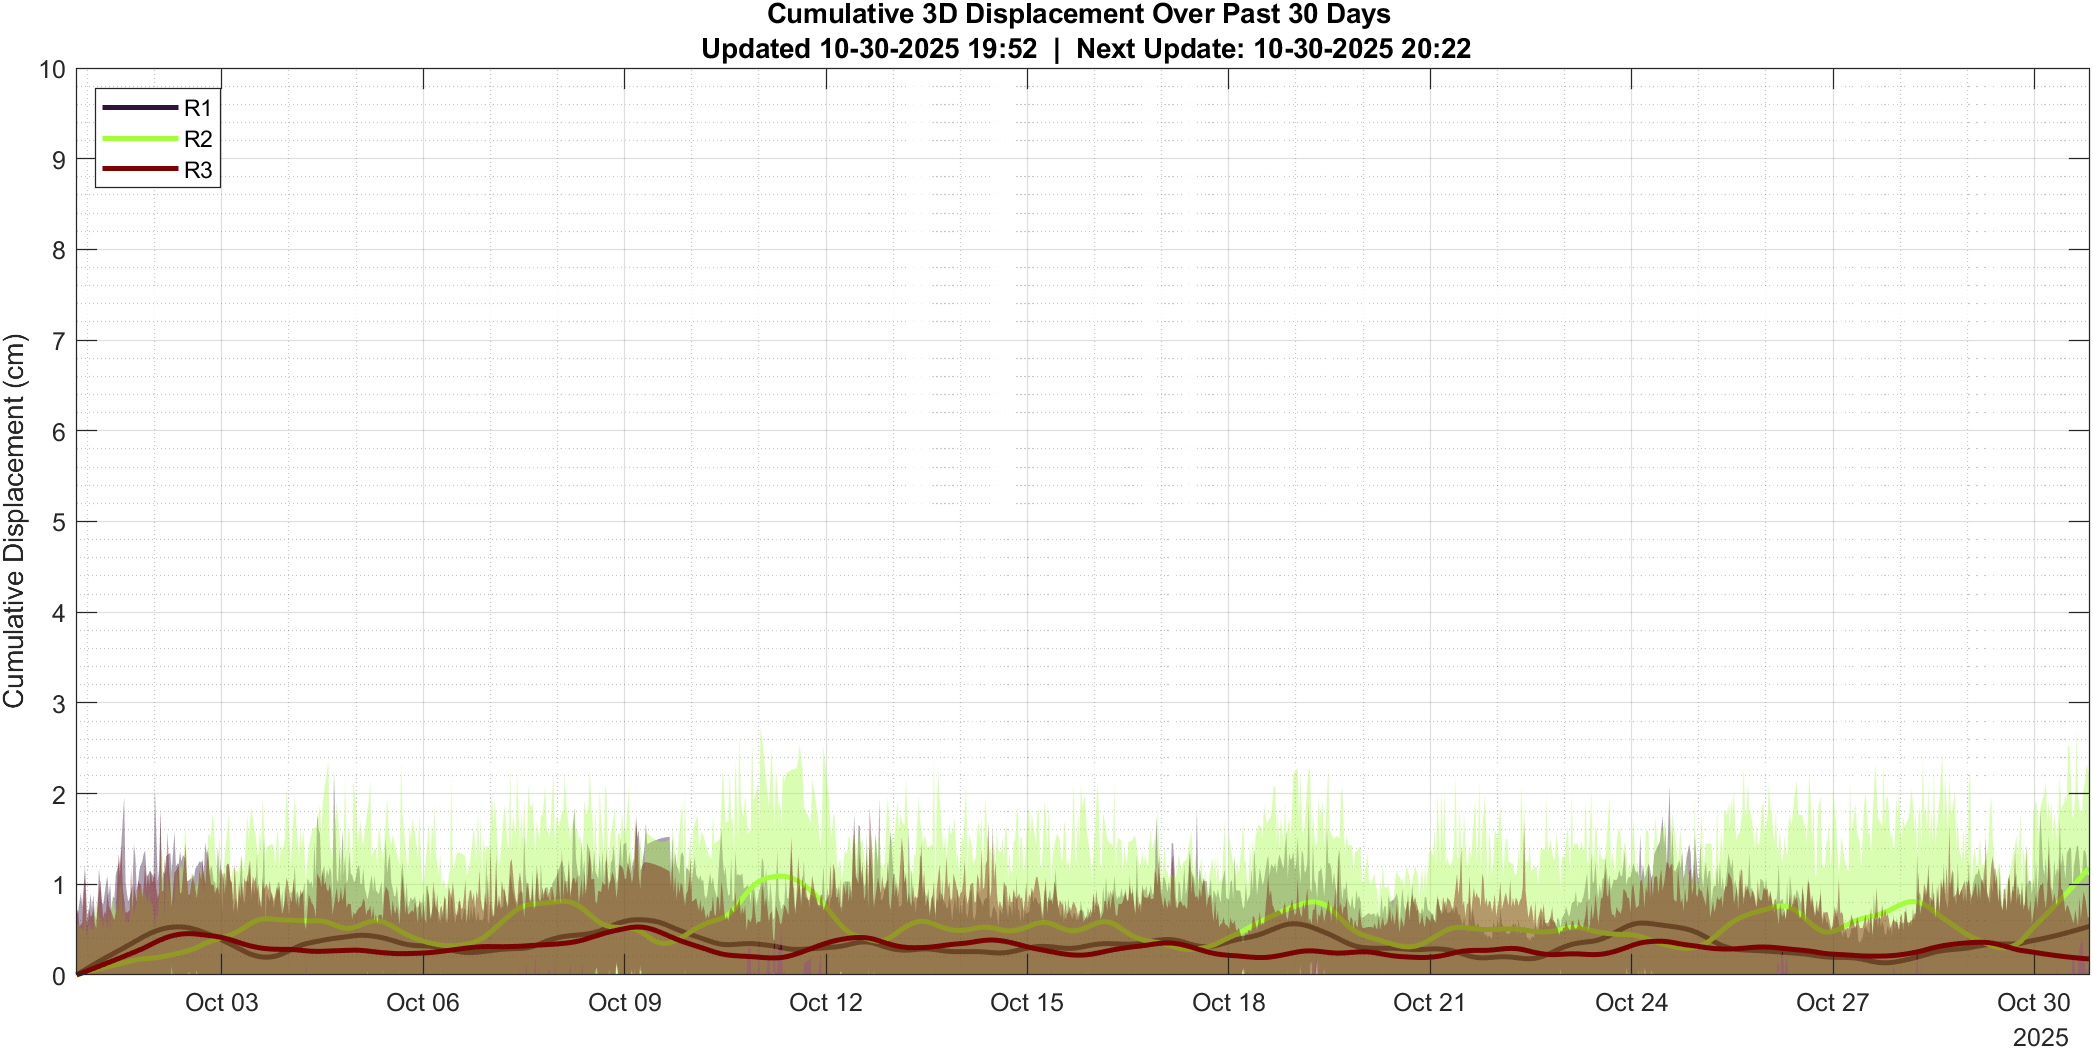 Cumulative 3D Displacement Over Past 30 Days
Updated 10-30-2025 19:52 | Next Update: 10-30-2025 20:22
Cumulative Displacement (cm)
10
9
8
7
6
5
4
3
2
1
0
R1
R2
R3
Oct 03 Oct 06 Oct 09 Oct 12 Oct 15 Oct 18 Oct 21 Oct 24 Oct 27 Oct 30
2025